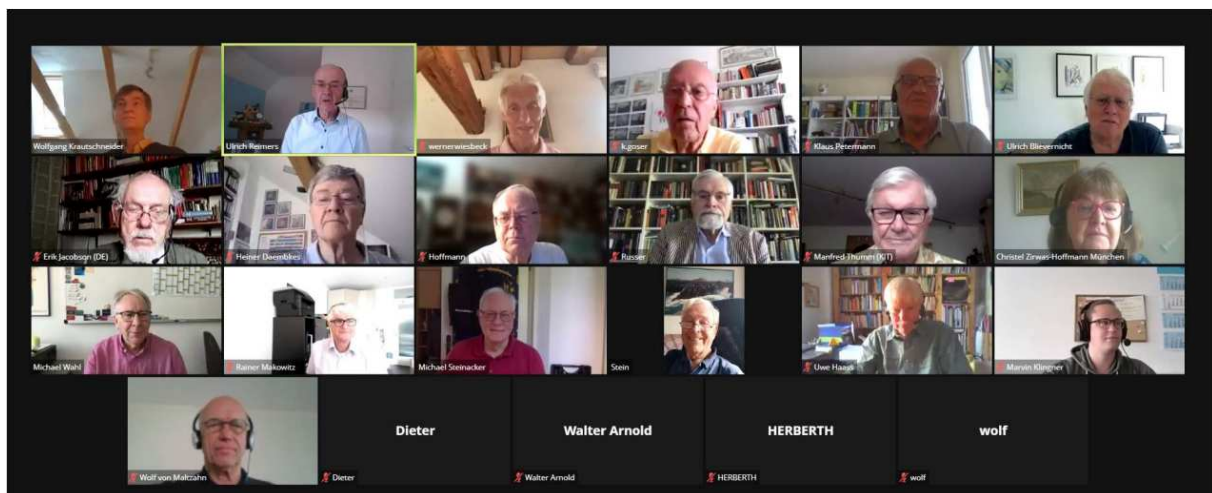 Wolfgang Krautschneider
Ulrich Reimers
wernerwiesbeck
k.goser
Klaus Petermann
Ulrich Blievernicht
Erik Jacobson (DE)
Heiner Daembkes
Hoffmann
Russer
Manfred Thumm (KIT)
Christel Zirwas-Hoffmann München
Michael Wahl
Rainer Makowitz
Michael Steinacker
Stein
Uwe Haass
Marvin Klingner
Dieter
Walter Arnold
HERBERTH
wolf
Wolf von Maltzahn
Dieter
Walter Arnold
HERBERTH
wolf